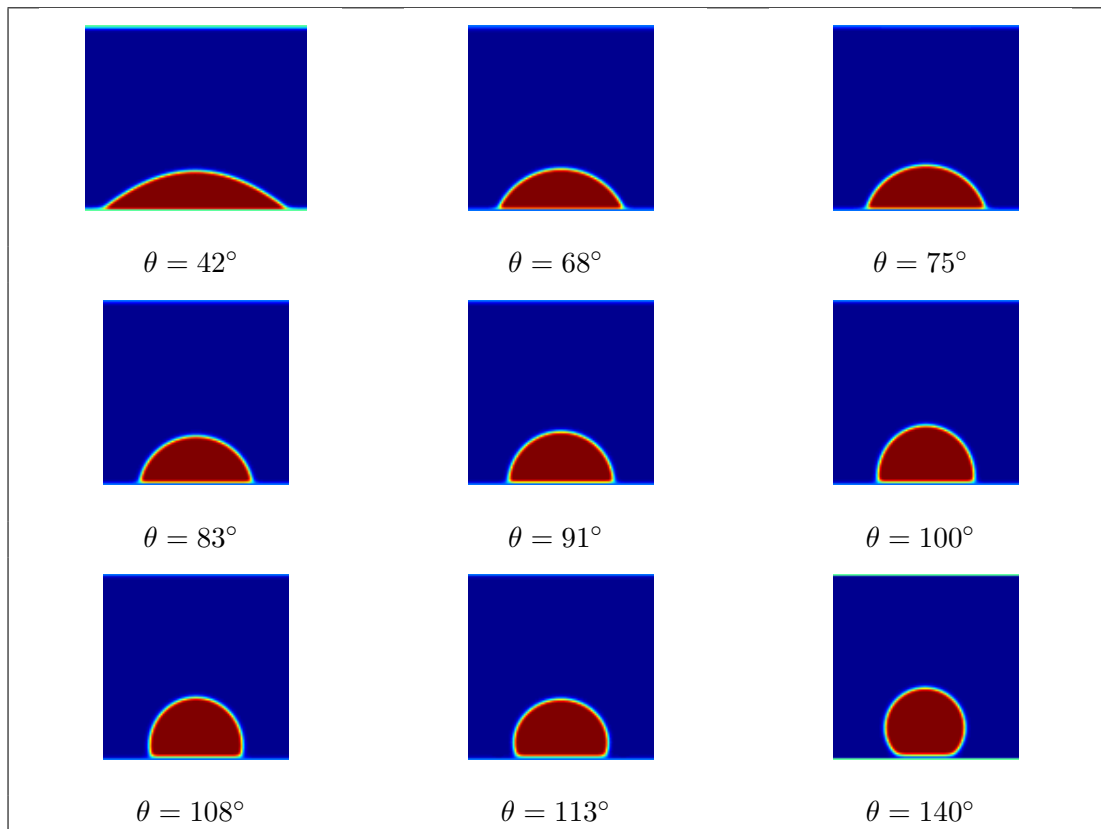 θ = 42° θ = 68° θ = 75°
θ = 83° θ = 91° θ = 100°
θ = 108° θ = 113° θ = 140°